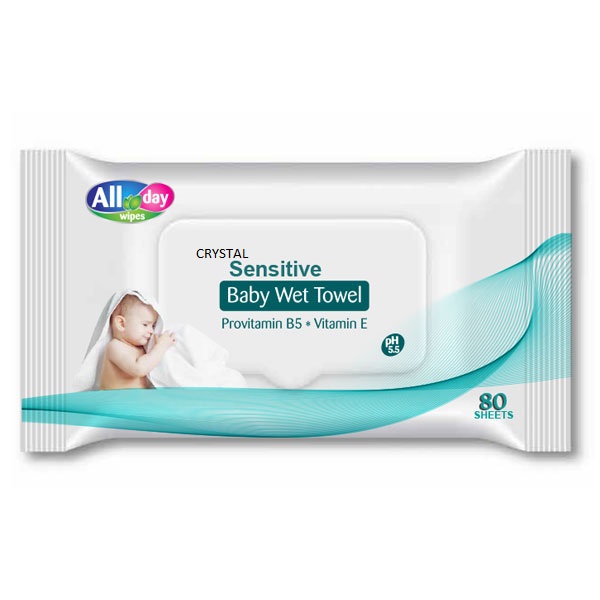 All day
wipes
CRYSTAL
Sensitive
Baby Wet Towel
Provitamin B5 • Vitamin E
pH
5.5
80
SHEETS